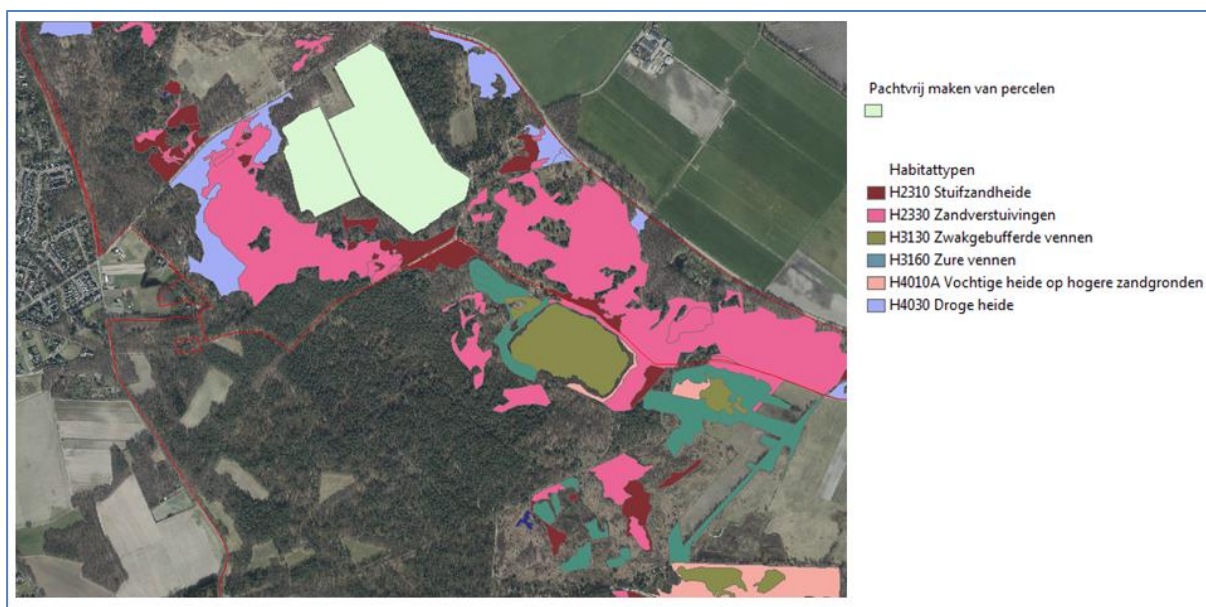 Pachtvrij maken van percelen
Habitattypen
H2310 Stuifzandheide
H2330 Zandverstuivingen
H3130 Zwakgebufferde vennen
H3160 Zure vennen
H4010A Vochtige heide op hogere zandgronden
H4030 Droge heide